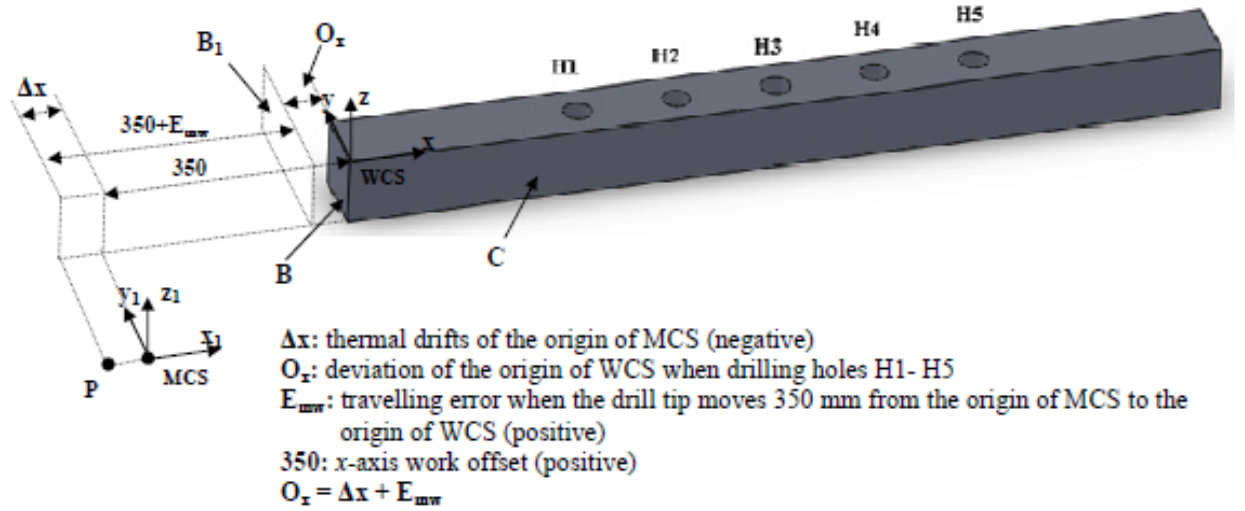 H1 H2 H3 H4 H5
Oₓ
B₁
Δx
350+Eₘw
y z
x
350
WCS
C
B
y₁ z₁
x₁
P MCS
Δx: thermal drifts of the origin of MCS (negative)
Oₓ: deviation of the origin of WCS when drilling holes H1- H5
Eₘw: travelling error when the drill tip moves 350 mm from the origin of MCS to the
origin of WCS (positive)
350: x-axis work offset (positive)
Oₓ = Δx + Eₘw